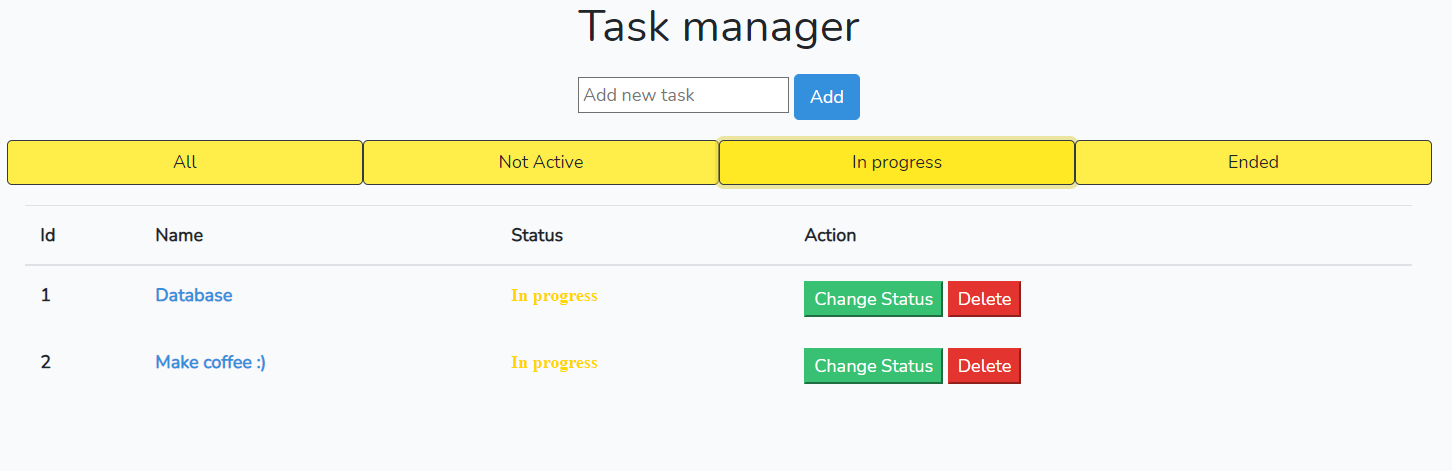 Task manager
Add new task Add
All Not Active In progress Ended
Id Name Status Action
1 Database In progress Change Status Delete
2 Make coffee :) In progress Change Status Delete